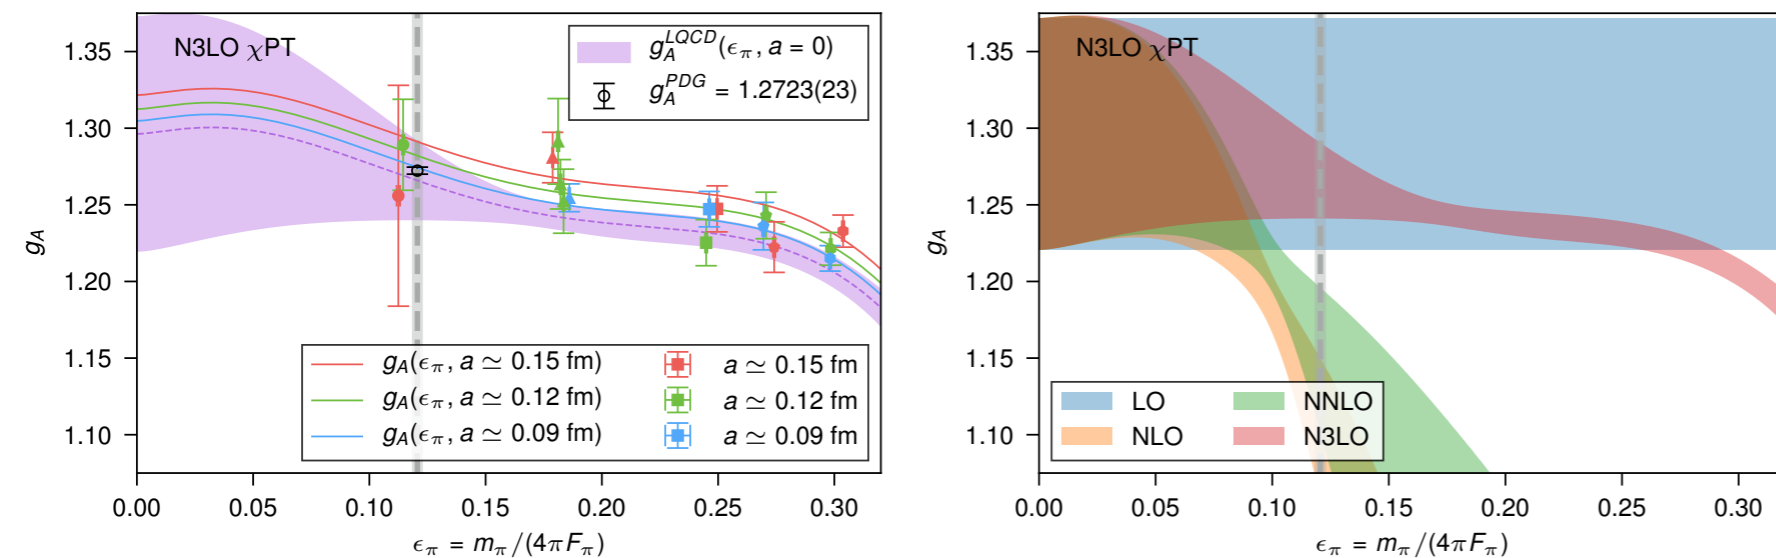 N3LO χPT
g_A^{LQCD}(ϵ_π, a = 0)
g_A^{PDG} = 1.2723(23)
1.35
1.30
1.25
1.20
1.15
1.10
g_A
g_A(ϵ_π, a ≃ 0.15 fm)
a ≃ 0.15 fm
g_A(ϵ_π, a ≃ 0.12 fm)
a ≃ 0.12 fm
g_A(ϵ_π, a ≃ 0.09 fm)
a ≃ 0.09 fm
0.00 0.05 0.10 0.15 0.20 0.25 0.30
ϵ_π = m_π/(4πF_π)
N3LO χPT
1.35
1.30
1.25
1.20
1.15
1.10
g_A
LO
NNLO
NLO
N3LO
0.00 0.05 0.10 0.15 0.20 0.25 0.30
ϵ_π = m_π/(4πF_π)